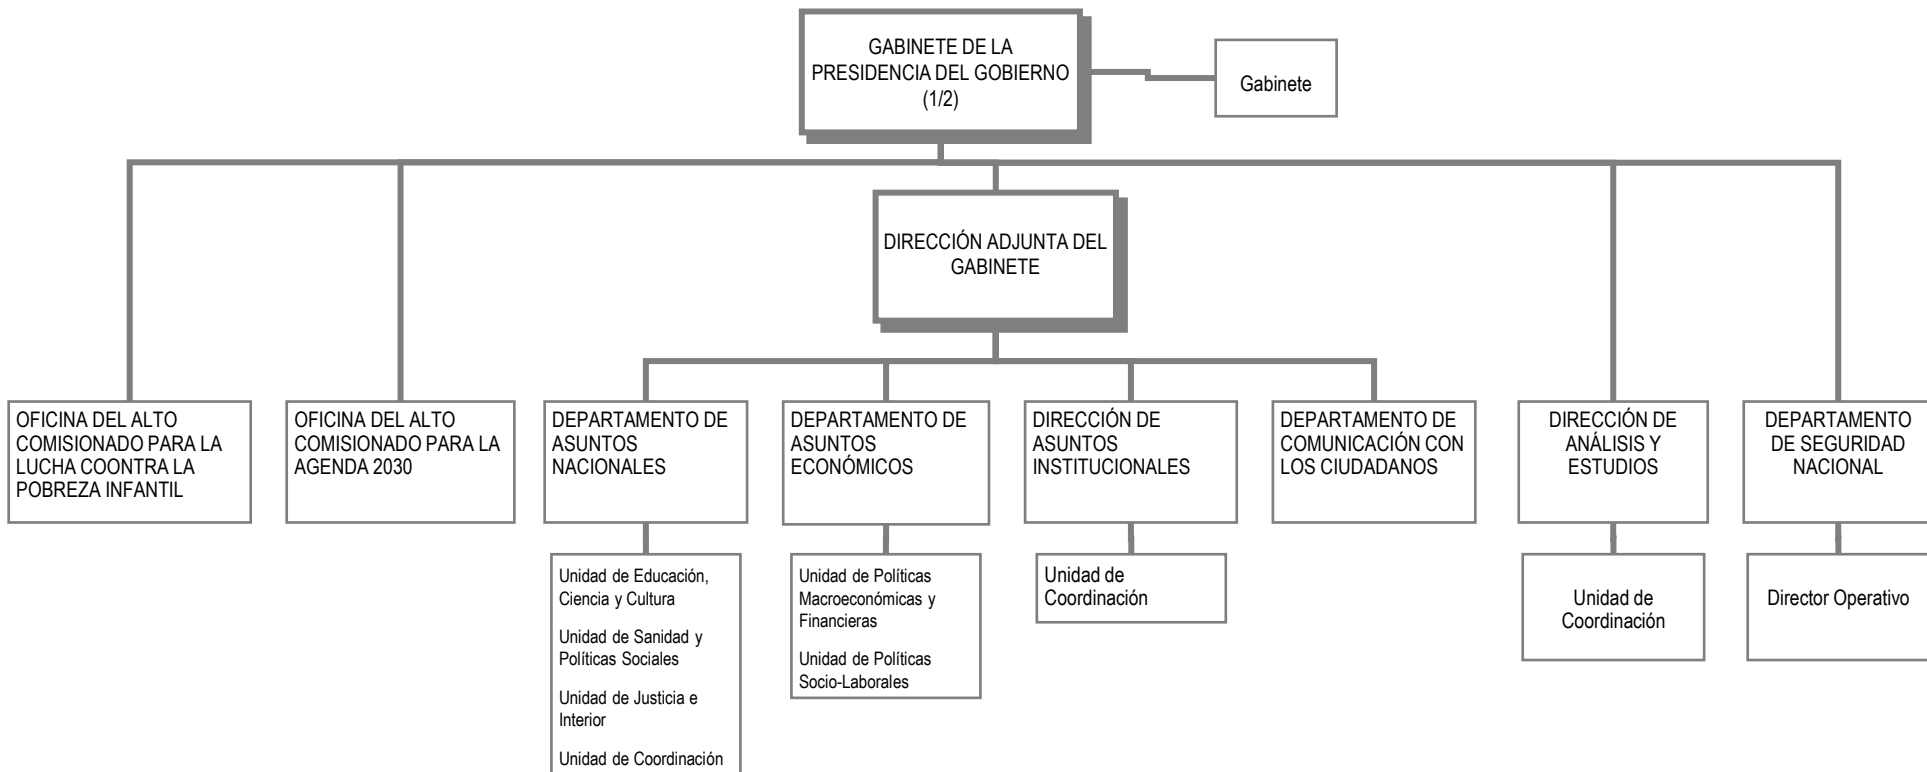 GABINETE DE LA
PRESIDENCIA DEL GOBIERNO
(1/2)
Gabinete
DIRECCIÓN ADJUNTA DEL
GABINETE
OFICINA DEL ALTO
COMISIONADO PARA LA
LUCHA COONTRA LA
POBREZA INFANTIL
OFICINA DEL ALTO
COMISIONADO PARA LA
AGENDA 2030
DEPARTAMENTO DE
ASUNTOS
NACIONALES
DEPARTAMENTO DE
ASUNTOS
ECONÓMICOS
DIRECCIÓN DE
ASUNTOS
INSTITUCIONALES
DEPARTAMENTO DE
COMUNICACIÓN CON
LOS CIUDADANOS
DIRECCIÓN DE
ANÁLISIS Y
ESTUDIOS
DEPARTAMENTO
DE SEGURIDAD
NACIONAL
Unidad de Educación,
Ciencia y Cultura
Unidad de Sanidad y
Políticas Sociales
Unidad de Justicia e
Interior
Unidad de Coordinación
Unidad de Políticas
Macroeconómicas y
Financieras
Unidad de Políticas
Socio-Laborales
Unidad de
Coordinación
Unidad de
Coordinación
Director Operativo